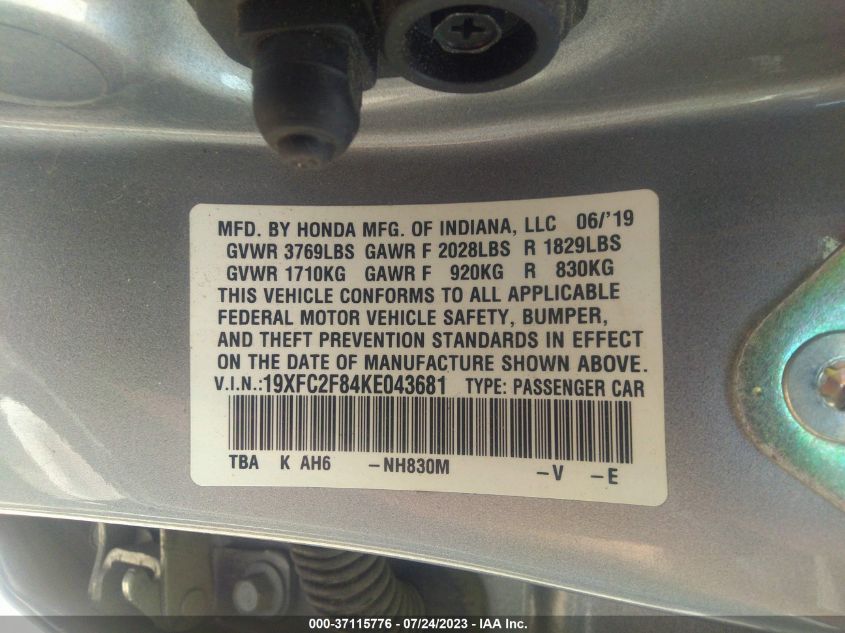 MFD. BY HONDA MFG. OF INDIANA, LLC 06/'19
GVWR 3769LBS GAWR F 2028LBS R 1829LBS
GVWR 1710KG GAWR F 920KG R 830KG
THIS VEHICLE CONFORMS TO ALL APPLICABLE
FEDERAL MOTOR VEHICLE SAFETY, BUMPER,
AND THEFT PREVENTION STANDARDS IN EFFECT
ON THE DATE OF MANUFACTURE SHOWN ABOVE.
V.I.N.:19XFC2F84KE043681 TYPE: PASSENGER CAR
TBA K AH6 -NH830M -V -E
000-37115776 - 07/24/2023 - IAA Inc.